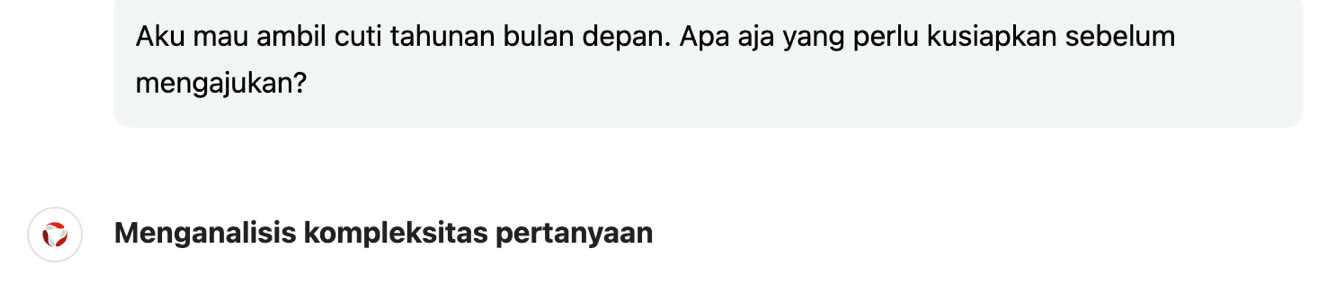 Aku mau ambil cuti tahunan bulan depan. Apa aja yang perlu kusiapkan sebelum
mengajukan?
Menganalisis kompleksitas pertanyaan